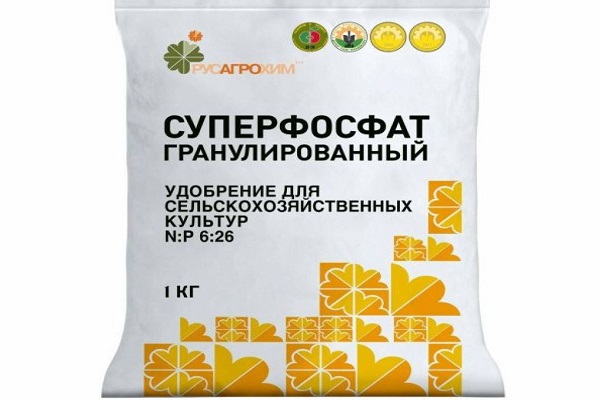 РУСАГРОХИМ
СУПЕРФОСФАТ
ГРАНУЛИРОВАННЫЙ
УДОБРЕНИЕ ДЛЯ
СЕЛЬСКОХОЗЯЙСТВЕННЫХ
КУЛЬТУР
N:P 6:26
1 КГ